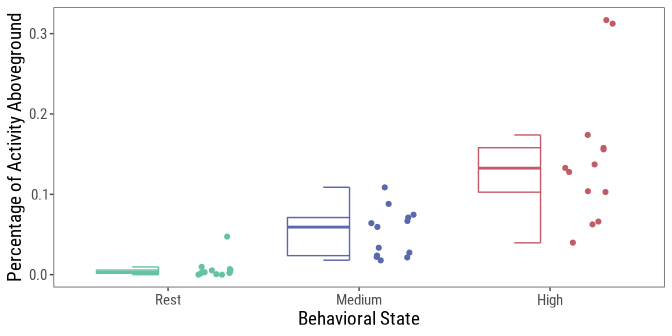 Percentage of Activity Aboveground
0.3
0.2
0.1
0.0
Rest Medium High
Behavioral State